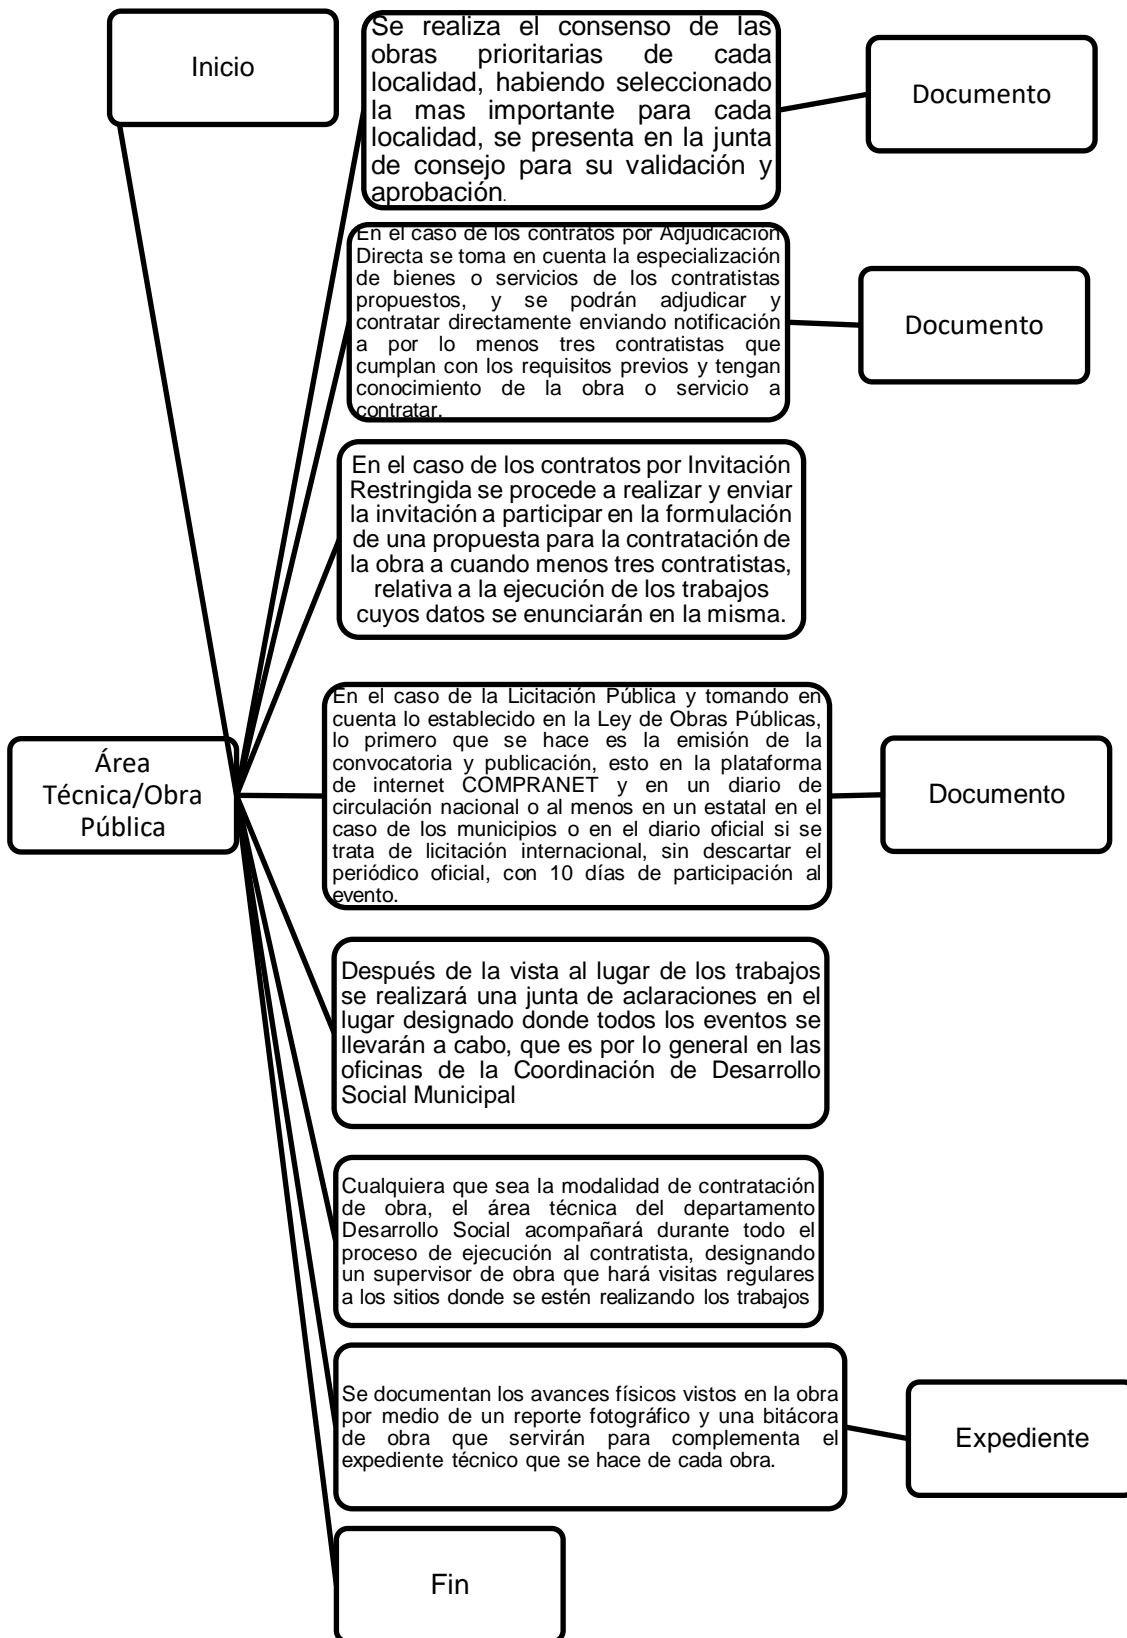 Inicio
Se realiza el consenso de las
obras prioritarias de cada
localidad, habiendo seleccionado
la mas importante para cada
localidad, se presenta en la junta
de consejo para su validación y
aprobación.
Documento
En el caso de los contratos por Adjudicación
Directa se toma en cuenta la especialización
de bienes o servicios de los contratistas
propuestos, y se podrán adjudicar y
contratar directamente enviando notificación
a por lo menos tres contratistas que
cumplan con los requisitos previos y tengan
conocimiento de la obra o servicio a
contratar.
Documento
En el caso de los contratos por Invitación
Restringida se procede a realizar y enviar
la invitación a participar en la formulación
de una propuesta para la contratación de
la obra a cuando menos tres contratistas,
relativa a la ejecución de los trabajos
cuyos datos se enunciarán en la misma.
Área
Técnica/Obra
Pública
En el caso de la Licitación Pública y tomando en
cuenta lo establecido en la Ley de Obras Públicas,
lo primero que se hace es la emisión de la
convocatoria y publicación, esto en la plataforma
de internet COMPRANET y en un diario de
circulación nacional o al menos en un estatal en el
caso de los municipios o en el diario oficial si se
trata de licitación internacional, sin descartar el
periódico oficial, con 10 días de participación al
evento.
Documento
Después de la vista al lugar de los trabajos
se realizará una junta de aclaraciones en el
lugar designado donde todos los eventos se
llevarán a cabo, que es por lo general en las
oficinas de la Coordinación de Desarrollo
Social Municipal
Cualquiera que sea la modalidad de contratación
de obra, el área técnica del departamento
Desarrollo Social acompañará durante todo el
proceso de ejecución al contratista, designando
un supervisor de obra que hará visitas regulares
a los sitios donde se estén realizando los trabajos
Se documentan los avances físicos vistos en la obra
por medio de un reporte fotográfico y una bitácora
de obra que servirán para complementa el
expediente técnico que se hace de cada obra.
Expediente
Fin